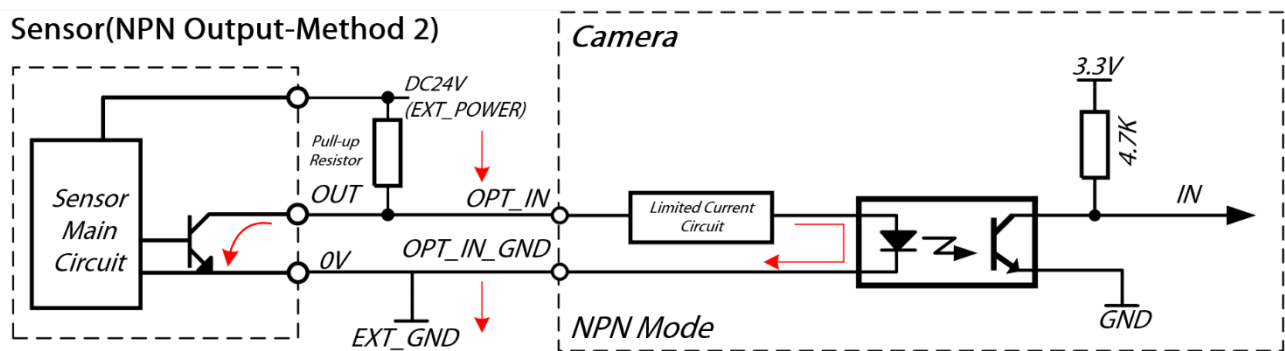 Sensor(NPN Output-Method 2)
Camera
DC24V
(EXT_POWER)
3.3V
Pull-up
Resistor
4.7K
Sensor
Main
Circuit
OUT
OPT_IN
Limited Current
Circuit
IN
0V
OPT_IN_GND
EXT_GND
NPN Mode
GND